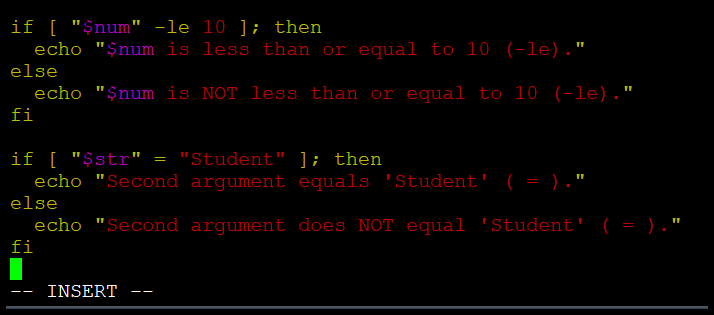 if [ "$num" -le 10 ]; then
  echo "$num is less than or equal to 10 (-le)."
else
  echo "$num is NOT less than or equal to 10 (-le)."
fi

if [ "$str" = "Student" ]; then
  echo "Second argument equals 'Student' ( = )."
else
  echo "Second argument does NOT equal 'Student' ( = )."
fi
-- INSERT --